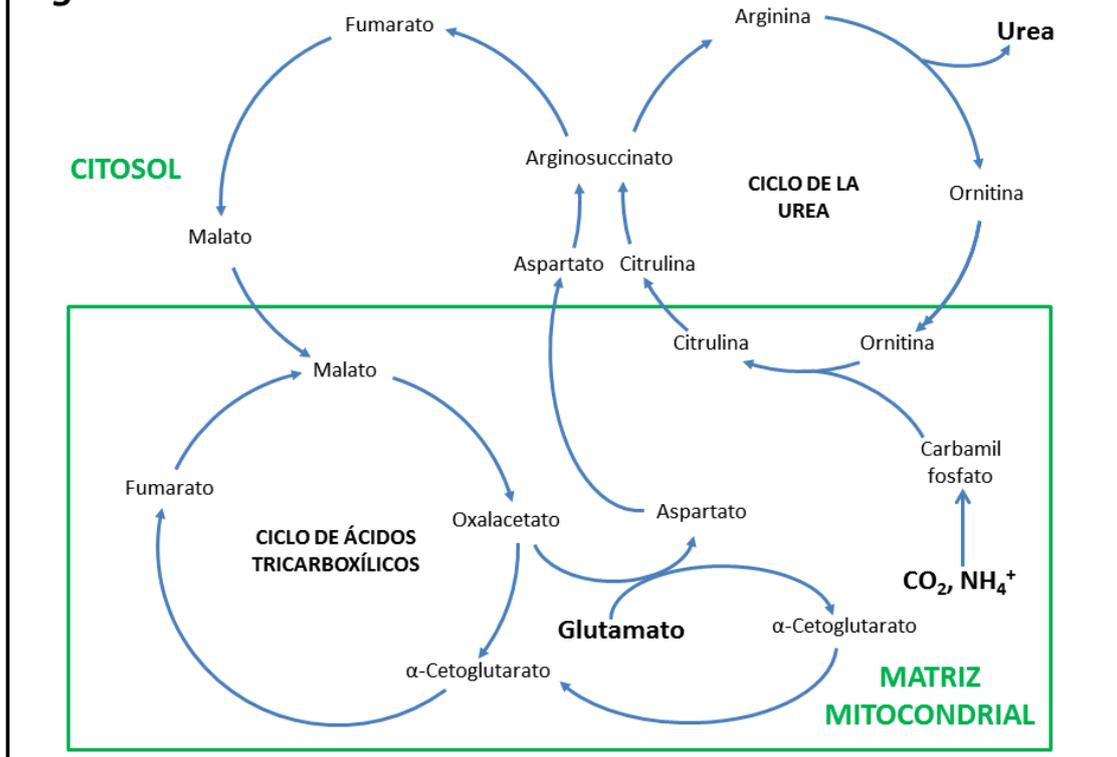 Fumarato
Arginina
Urea
Arginosuccinato
CITOSOL
CICLO DE LA
UREA
Ornitina
Malato
Aspartato
Citrulina
Citrulina
Ornitina
Malato
Carbamil
fosfato
Fumarato
Oxalacetato
Aspartato
CICLO DE ÁCIDOS
TRICARBOXÍLICOS
CO₂, NH₄⁺
Glutamato
α-Cetoglutarato
α-Cetoglutarato
MATRIZ
MITOCONDRIAL